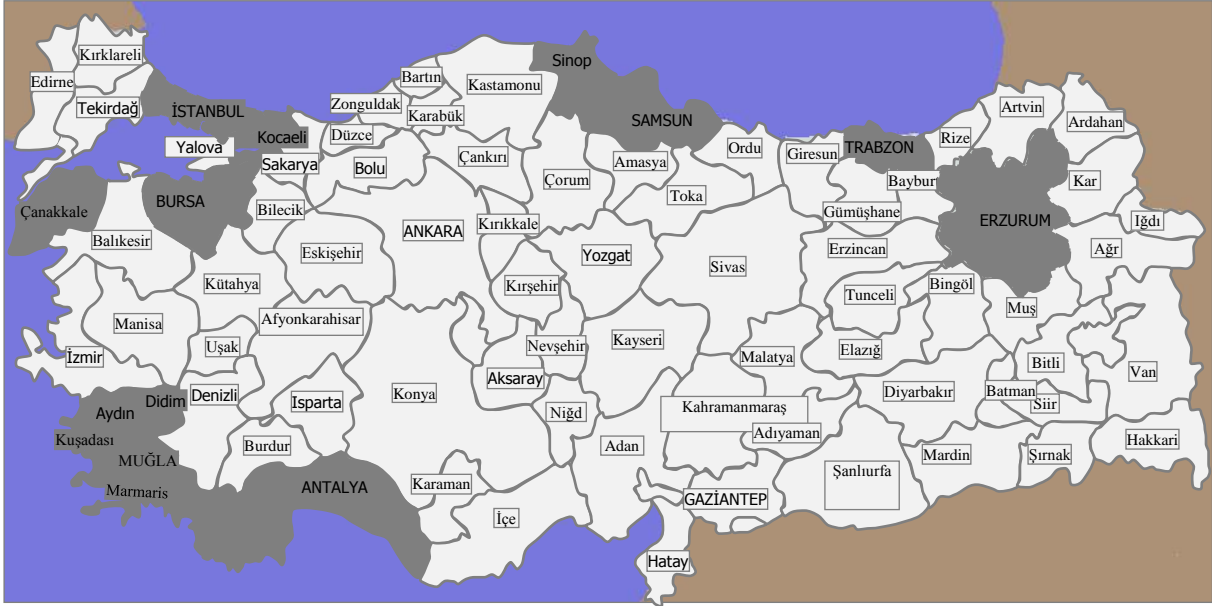 Kırklareli
Edirne
Tekirdağ
İSTANBUL
Kocaeli
Yalova
Sakarya
Zonguldak
Bartın
Karabük
Düzce
Bolu
Kastamonu
Çankırı
Sinop
SAMSUN
Çorum
Amasya
Toka
Ordu
Giresun
TRABZON
Rize
Artvin
Ardahan
Baybur
Gümüşhane
Kar
Iğdı
ERZURUM
Ağr
Çanakkale
BURSA
Bilecik
Balıkesir
Eskişehir
ANKARA
Kırıkkale
Yozgat
Sivas
Erzincan
Kütahya
Kırşehir
Tunceli
Bingöl
Muş
Manisa
Afyonkarahisar
Uşak
İzmir
Nevşehir
Kayseri
Malatya
Elazığ
Bitli
Van
Aksaray
Denizli
Didim
Aydın
Isparta
Konya
Niğd
Kahramanmaraş
Adıyaman
Diyarbakır
Batman
Siir
Kuşadası
MUĞLA
Marmaris
Burdur
ANTALYA
Karaman
İçe
Adan
GAZİANTEP
Şanlıurfa
Mardin
Şırnak
Hakkari
Hatay